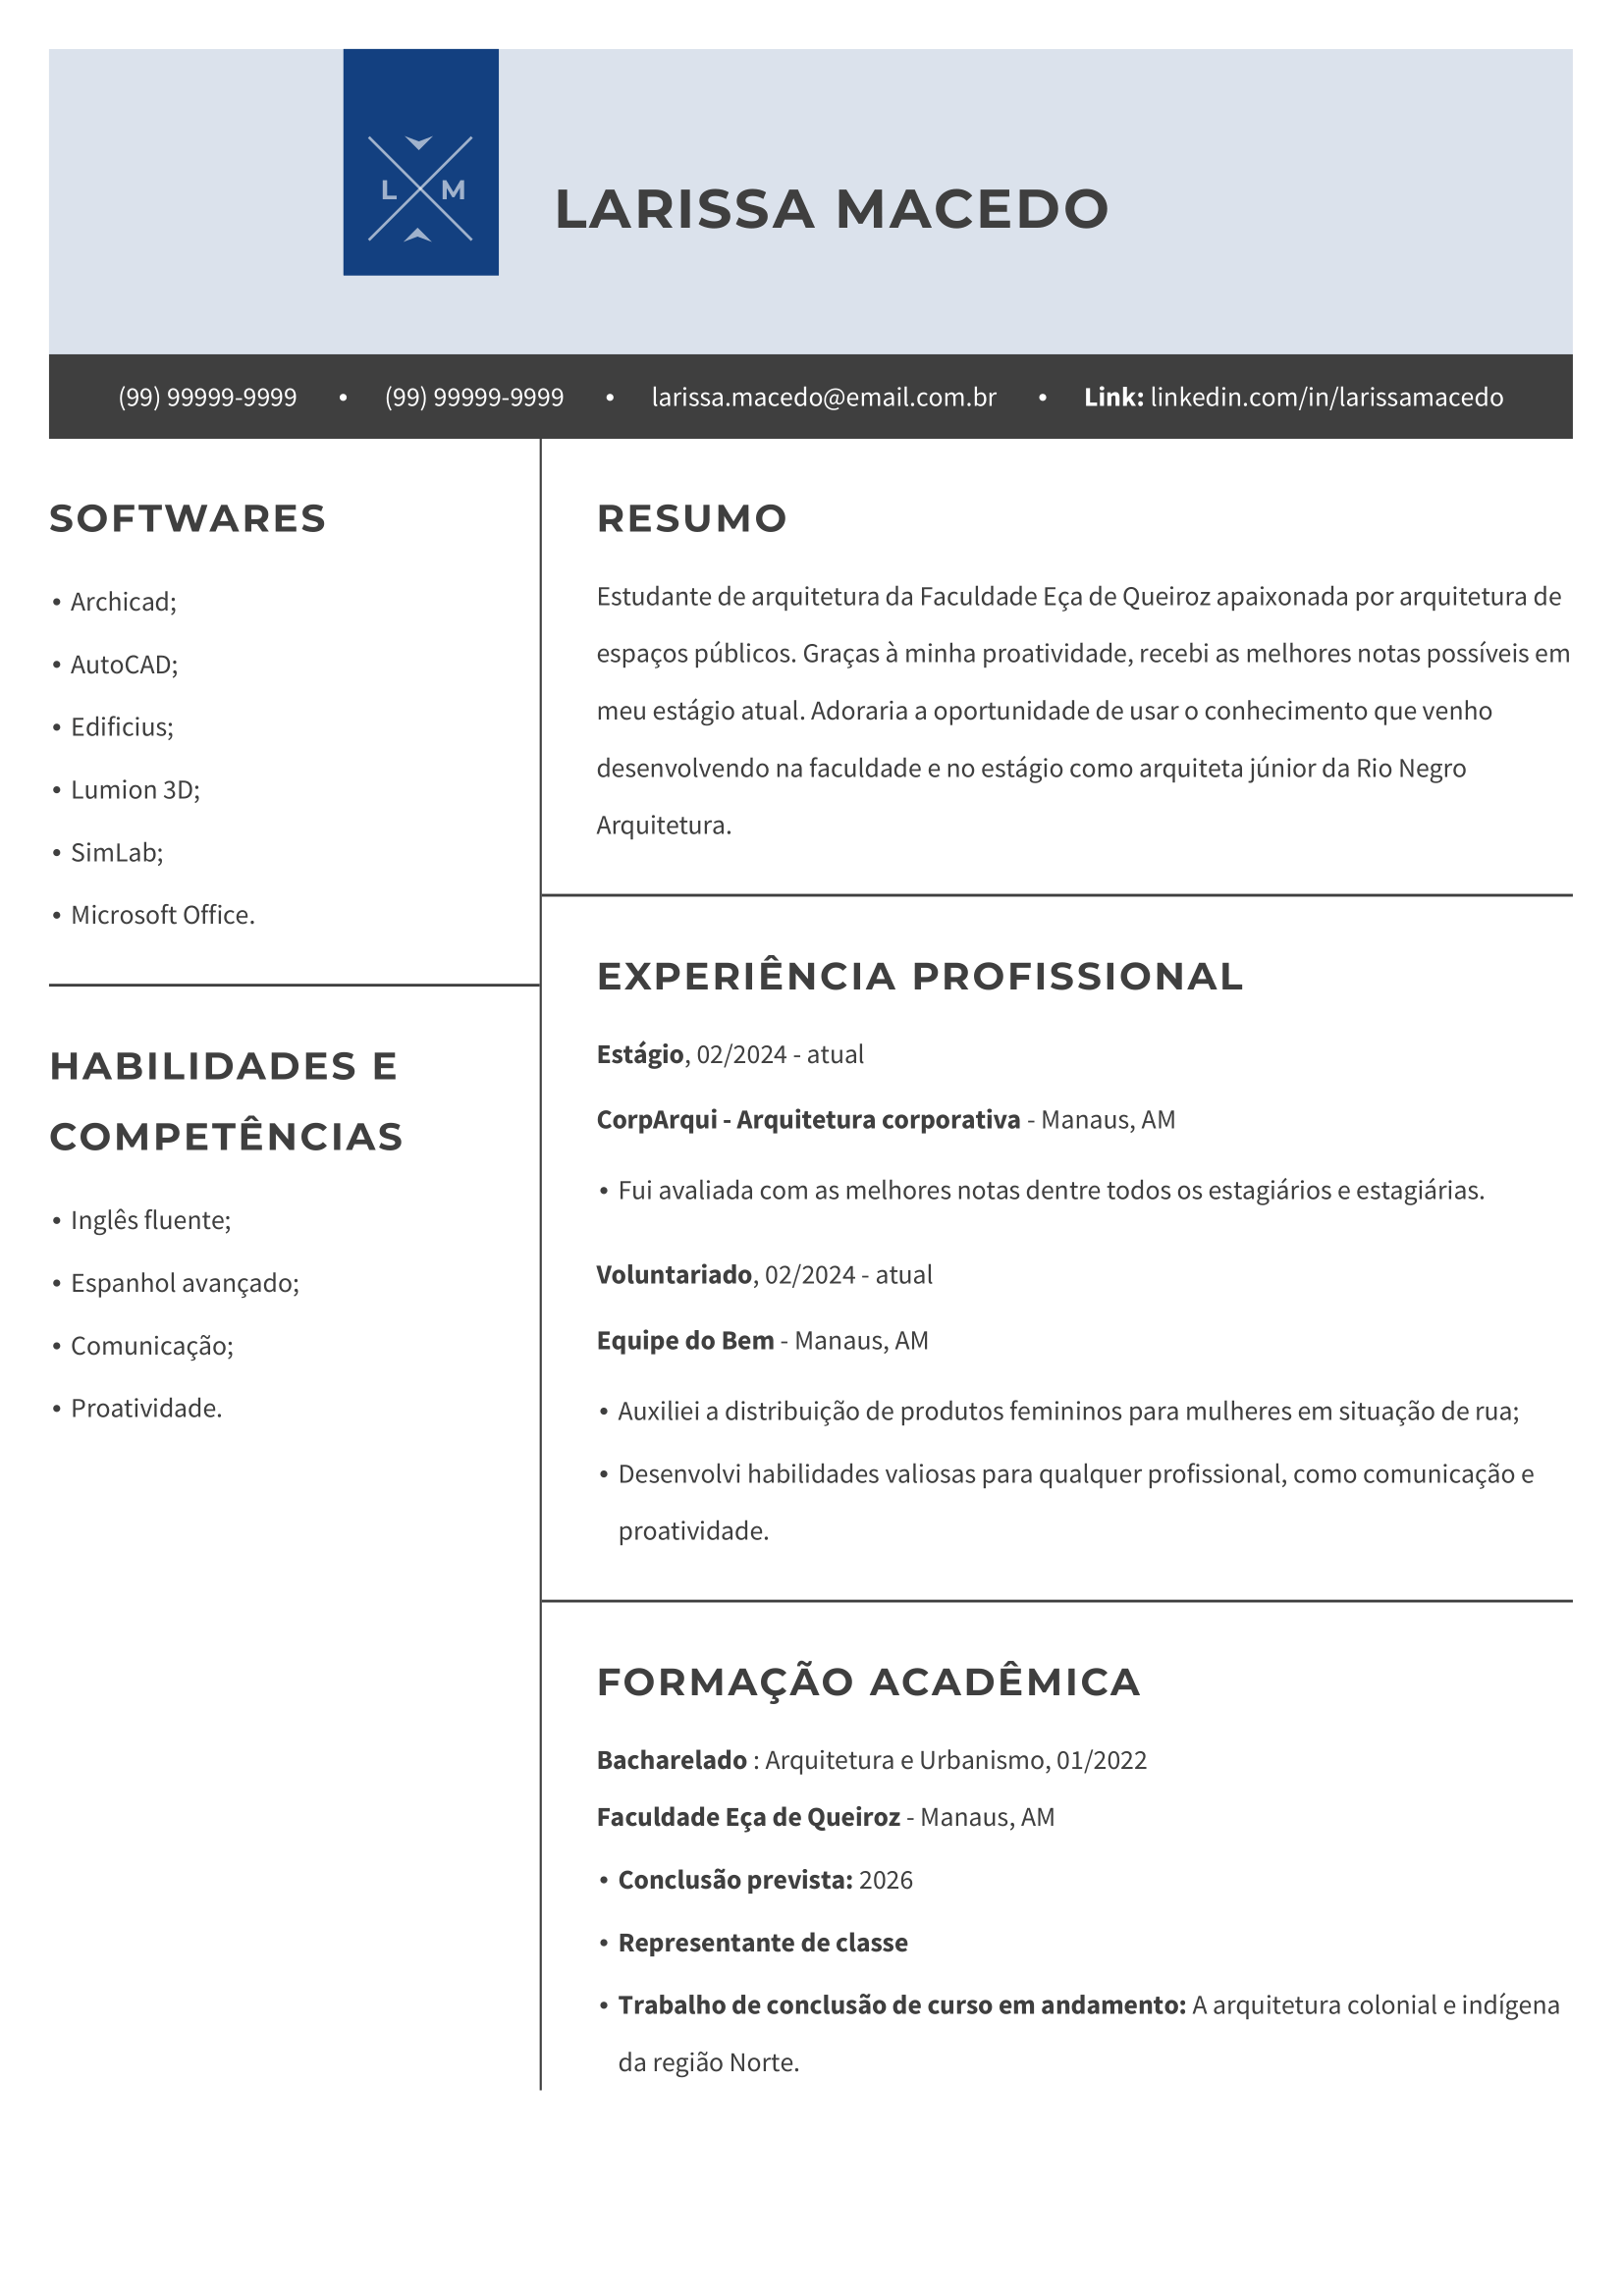 L M
LARISSA MACEDO
(99) 99999-9999 • (99) 99999-9999 • larissa.macedo@email.com.br • Link: linkedin.com/in/larissamacedo
SOFTWARES
• Archicad;
• AutoCAD;
• Edificius;
• Lumion 3D;
• SimLab;
• Microsoft Office.
HABILIDADES E
COMPETÊNCIAS
• Inglês fluente;
• Espanhol avançado;
• Comunicação;
• Proatividade.
RESUMO
Estudante de arquitetura da Faculdade Eça de Queiroz apaixonada por arquitetura de
espaços públicos. Graças à minha proatividade, recebi as melhores notas possíveis em
meu estágio atual. Adoraria a oportunidade de usar o conhecimento que venho
desenvolvendo na faculdade e no estágio como arquiteta júnior da Rio Negro
Arquitetura.
EXPERIÊNCIA PROFISSIONAL
Estágio, 02/2024 - atual
CorpArqui - Arquitetura corporativa - Manaus, AM
• Fui avaliada com as melhores notas dentre todos os estagiários e estagiárias.
Voluntariado, 02/2024 - atual
Equipe do Bem - Manaus, AM
• Auxiliei a distribuição de produtos femininos para mulheres em situação de rua;
• Desenvolvi habilidades valiosas para qualquer profissional, como comunicação e
proatividade.
FORMAÇÃO ACADÊMICA
Bacharelado : Arquitetura e Urbanismo, 01/2022
Faculdade Eça de Queiroz - Manaus, AM
• Conclusão prevista: 2026
• Representante de classe
• Trabalho de conclusão de curso em andamento: A arquitetura colonial e indígena
da região Norte.